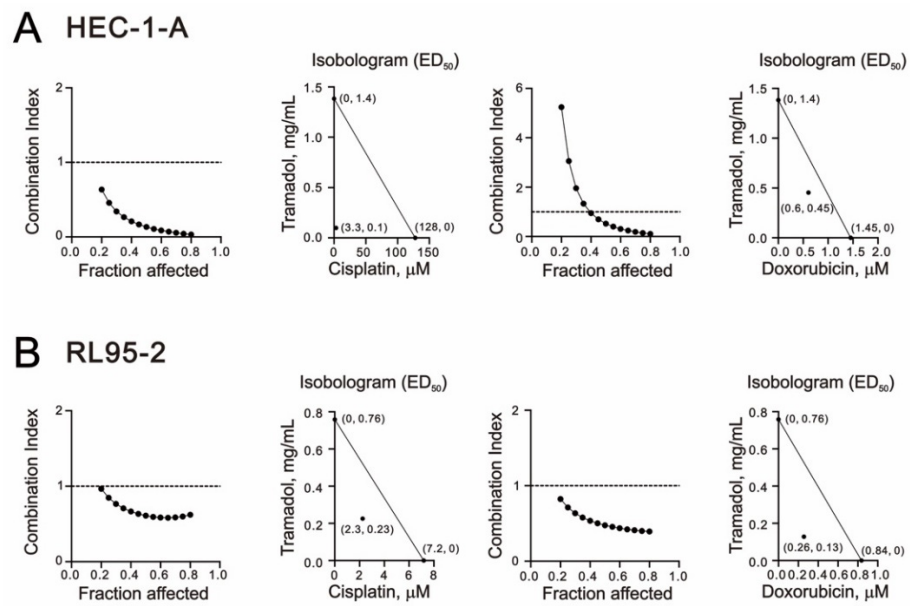 A HEC-1-A
Combination Index
2
1
0
0.0 0.2 0.4 0.6 0.8 1.0
Fraction affected
Isobologram (ED50)
Tramadol, mg/mL
1.5
1.0
0.5
0.0
(0, 1.4)
(3.3, 0.1)
(128, 0)
0 50 100 150
Cisplatin, μM
Combination Index
6
4
2
0
0.0 0.2 0.4 0.6 0.8 1.0
Fraction affected
Isobologram (ED50)
Tramadol, mg/mL
1.5
1.0
0.5
0.0
(0, 1.4)
(0.6, 0.45)
(1.45, 0)
0.0 0.5 1.0 1.5 2.0
Doxorubicin, μM
B RL95-2
Combination Index
2
1
0
0.0 0.2 0.4 0.6 0.8 1.0
Fraction affected
Isobologram (ED50)
Tramadol, mg/mL
0.8
0.6
0.4
0.2
0.0
(0, 0.76)
(2.3, 0.23)
(7.2, 0)
0 2 4 6 8
Cisplatin, μM
Combination Index
2
1
0
0.0 0.2 0.4 0.6 0.8 1.0
Fraction affected
Isobologram (ED50)
Tramadol, mg/mL
0.8
0.6
0.4
0.2
0.0
(0, 0.76)
(0.26, 0.13)
(0.84, 0)
0.0 0.2 0.4 0.6 0.8 1.0
Doxorubicin, μM